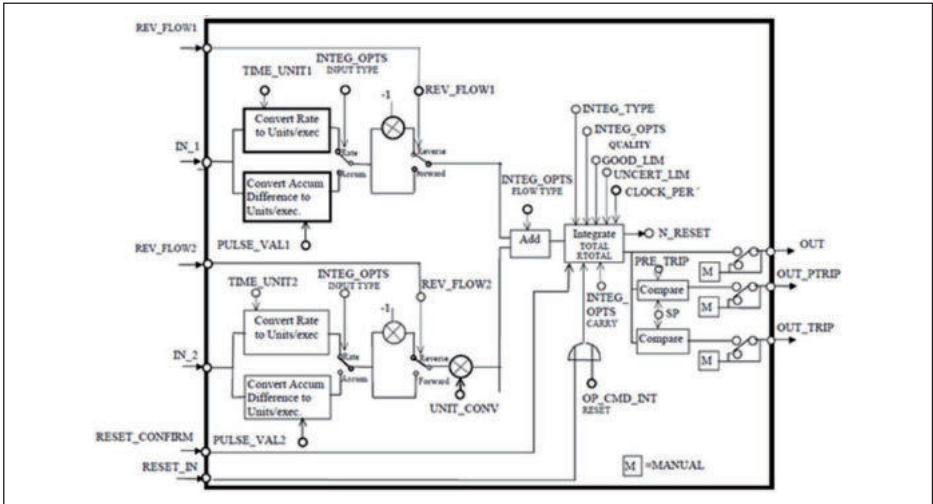 REV_FLOW1
INTEG_OPTS
INPUT TYPE
TIME_UNIT1
-1
REV_FLOW1
Convert Rate
to Units/exec
IN_1
Rate
Accum
Reverse
Forward
Convert Accum
Difference to
Units/exec.
PULSE_VAL1
INTEG_TYPE
INTEG_OPTS
QUALITY
GOOD_LIM
UNCERT_LIM
CLOCK_PER
INTEG_OPTS
FLOW TYPE
Add
Integrate
TOTAL
RTOTAL
N_RESET
OUT
REV_FLOW2
TIME_UNIT2
INTEG_OPTS
INPUT TYPE
REV_FLOW2
-1
PRE_TRIP
M
OUT_PTRIP
Compare
M
SP
INTEG_
OPTS
CARRY
Compare
OUT_TRIP
M
Convert Rate
to Units/exec
IN_2
Rate
Accum
Reverse
Forward
Convert Accum
Difference to
Units/exec.
UNIT_CONV
OP_CMD_INT
RESET
RESET_CONFIRM
PULSE_VAL2
RESET_IN
M =MANUAL